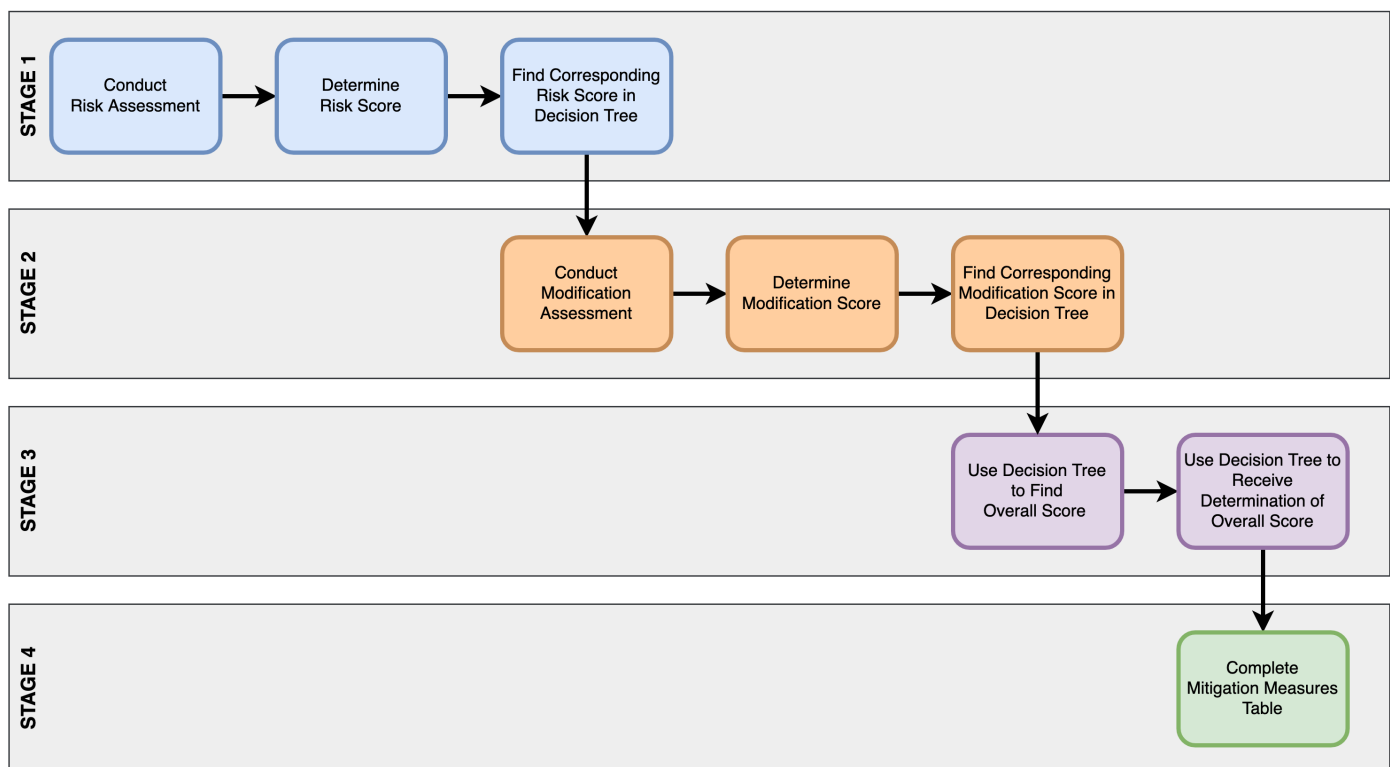 STAGE 1
Conduct
Risk Assessment
Determine
Risk Score
Find Corresponding
Risk Score in
Decision Tree
STAGE 2
Conduct
Modification
Assessment
Determine
Modification Score
Find Corresponding
Modification Score in
Decision Tree
STAGE 3
Use Decision Tree
to Find
Overall Score
Use Decision Tree to
Receive
Determination of
Overall Score
STAGE 4
Complete
Mitigation Measures
Table